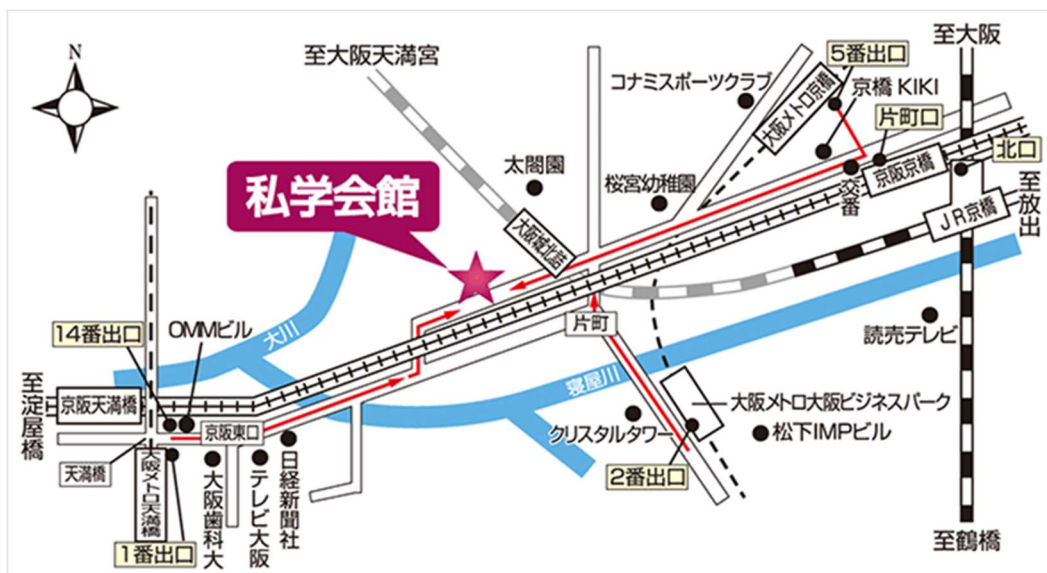 N
至大阪天満宮
コナミスポーツクラブ
大阪メトロ京橋
5番出口
至大阪
京橋 KIKI
片町口
北口
太閤園
桜宮幼稚園
交番
京阪京橋
至放出
JR京橋
私学会館
大阪城北詰
片町
大川
寝屋川
読売テレビ
14番出口
OMMビル
至淀屋橋
京阪天満橋
京阪東口
天満橋
大阪メトロ天満橋
1番出口
大阪歯科大
テレビ大阪
日経新聞社
クリスタルタワー
2番出口
大阪メトロ大阪ビジネスパーク
松下IMPビル
至鶴橋